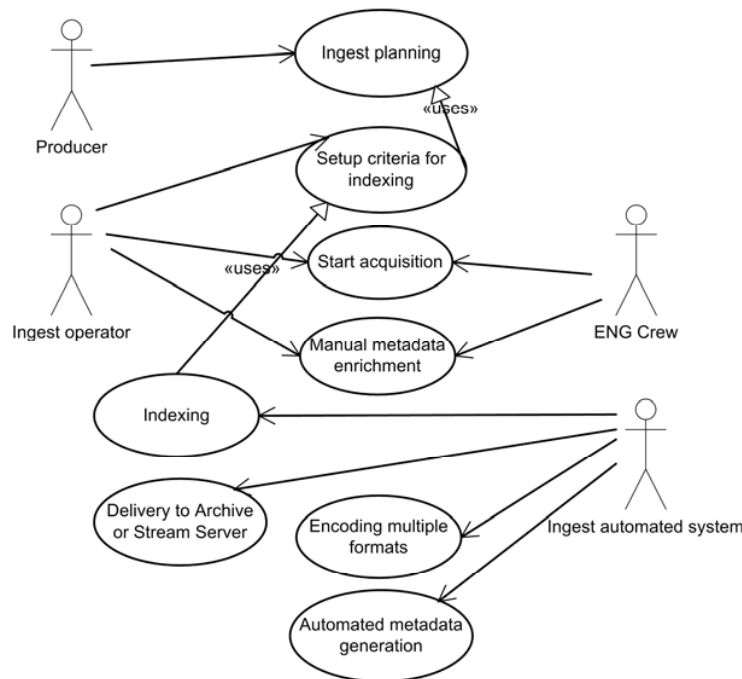 Ingest planning
«uses»
Producer
Setup criteria for
indexing
«uses»
Start acquisition
Ingest operator
ENG Crew
Manual metadata
enrichment
Indexing
Delivery to Archive
or Stream Server
Encoding multiple
formats
Ingest automated system
Automated metadata
generation